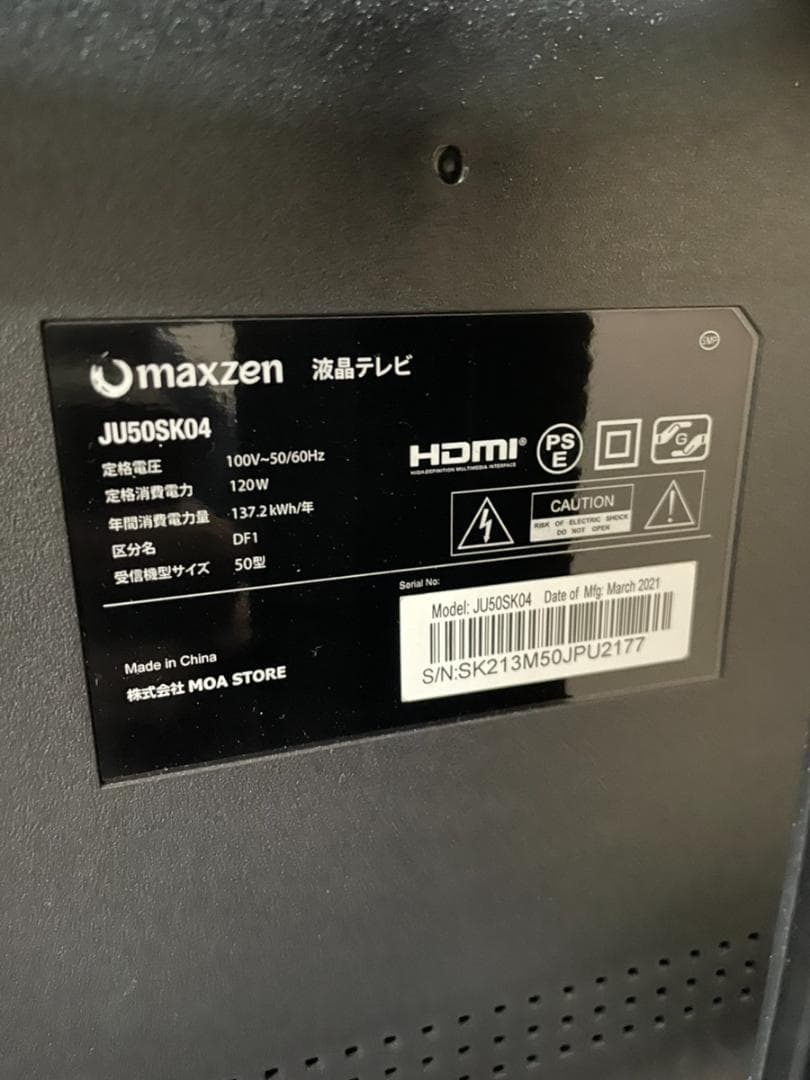 maxzen 液晶テレビ
SMP
JU50SK04
定格電圧 100V~50/60Hz
定格消費電力 120W
年間消費電力量 137.2kWh/年
区分名 DF1
受信機型サイズ 50型
HDMI®
HIGH-DEFINITION MULTIMEDIA INTERFACE
PS
E
G
CAUTION
RISK OF ELECTRIC SHOCK
DO NOT OPEN
Serial No:
Model: JU50SK04 Date of Mfg: March 2021
S/N:SK213M50JPU2177
Made in China
株式会社 MOA STORE